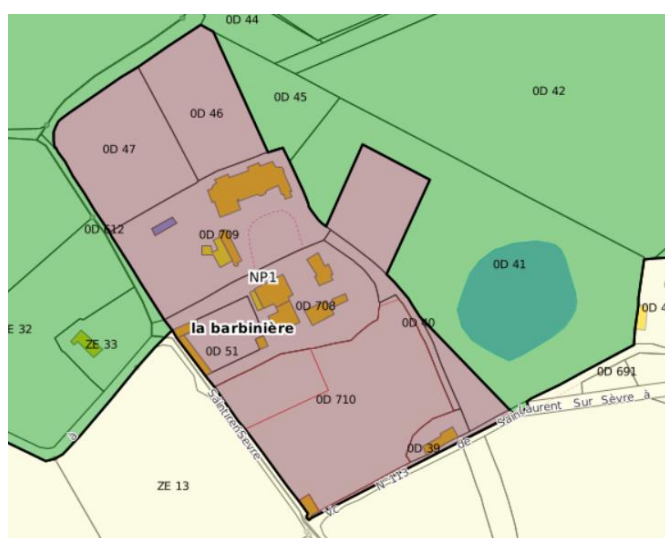 0D 44
0D 42
0D 45
0D 46
0D 47
0D 612
0D 709
0D 41
NP1
0D 708
0D 4
E 32
la barbinière
0D 40
ZE 33
0D 51
0D 691
0D 710
SaintirenSevre
VC N°113 de Saint Laurent Sur Sèvre à
0D 39
ZE 13